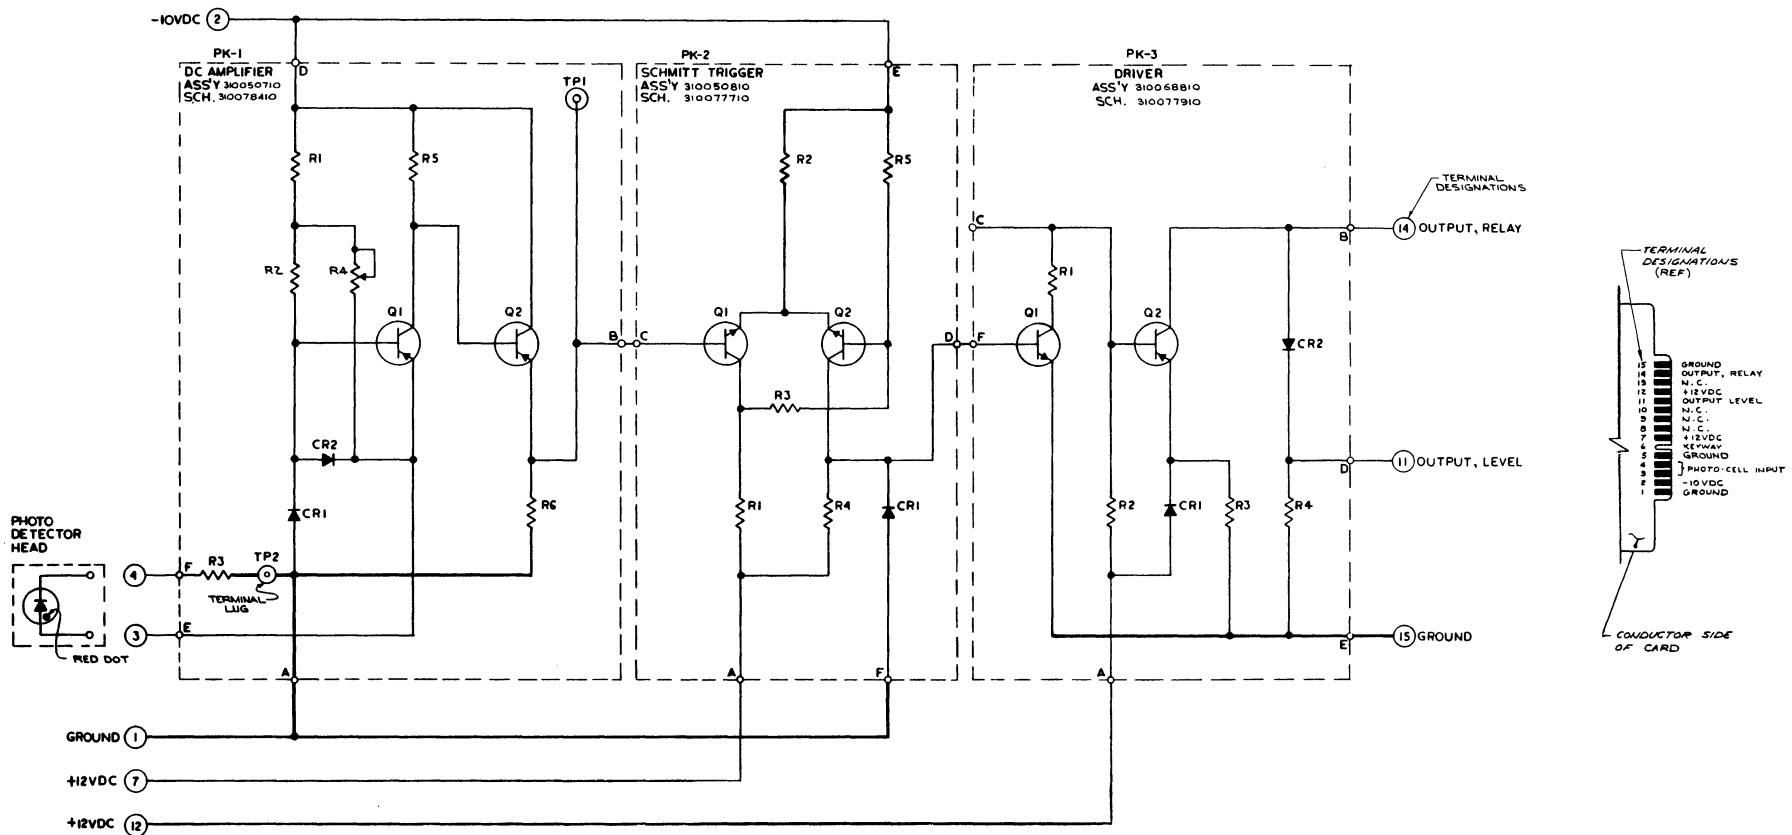 -10VDC 2
PK-1
DC AMPLIFIER
ASS'Y 310050710
SCH. 310078410
D
TP1
R1
R5
R2
R4
Q1
Q2
B
CR2
CR1
R6
PHOTO
DETECTOR
HEAD
RED DOT
4
F
R3
TP2
TERMINAL
LUG
3
E
A
PK-2
SCHMITT TRIGGER
ASS'Y 310050810
SCH. 310077710
E
R2
R5
C
Q1
Q2
D
R3
R1
R4
CR1
A
F
PK-3
DRIVER
ASS'Y 310068810
SCH. 310077910
C
R1
F
Q1
Q2
CR2
R2
CR1
R3
R4
A
B
14 OUTPUT, RELAY
TERMINAL
DESIGNATIONS
D
11 OUTPUT, LEVEL
E
15 GROUND
GROUND 1
+12VDC 7
+12VDC 12
TERMINAL
DESIGNATIONS
(REF)
15 GROUND
14 OUTPUT, RELAY
13 N.C.
12 +12VDC
11 OUTPUT LEVEL
10 N.C.
9 N.C.
8 N.C.
7 +12VDC
6 KEYWAY
5 GROUND
4
3 PHOTO-CELL INPUT
2 -10VDC
1 GROUND
CONDUCTOR SIDE
OF CARD